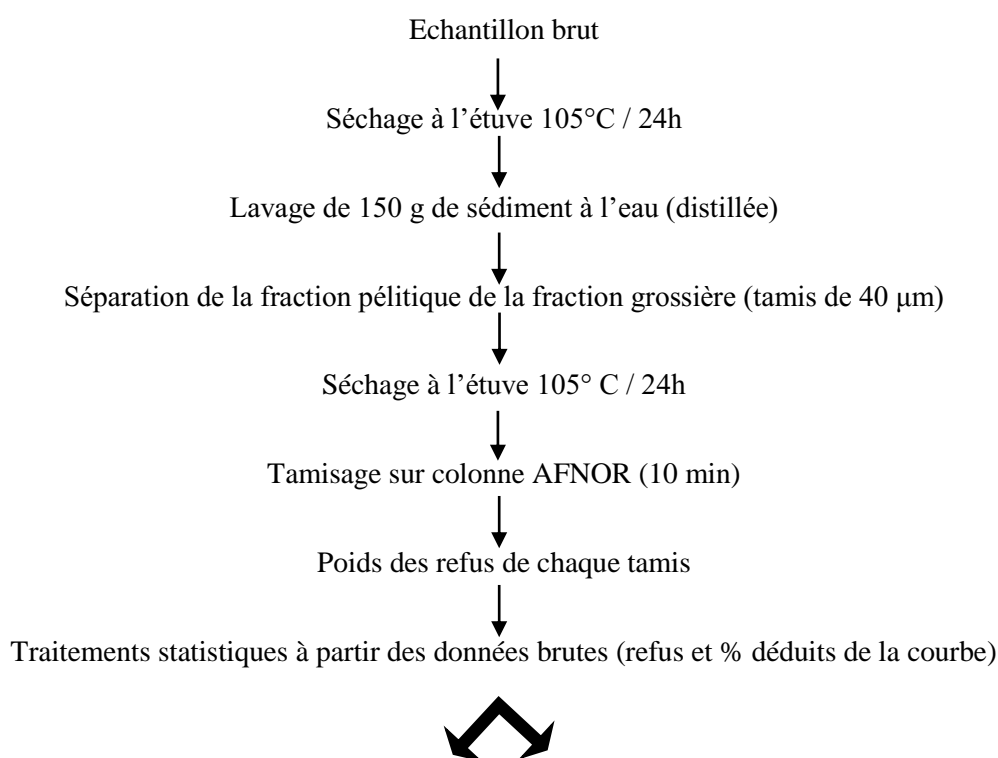 Echantillon brut
Séchage à l’étuve 105°C / 24h
Lavage de 150 g de sédiment à l’eau (distillée)
Séparation de la fraction pélitique de la fraction grossière (tamis de 40 μm)
Séchage à l’étuve 105° C / 24h
Tamisage sur colonne AFNOR (10 min)
Poids des refus de chaque tamis
Traitements statistiques à partir des données brutes (refus et % déduits de la courbe)